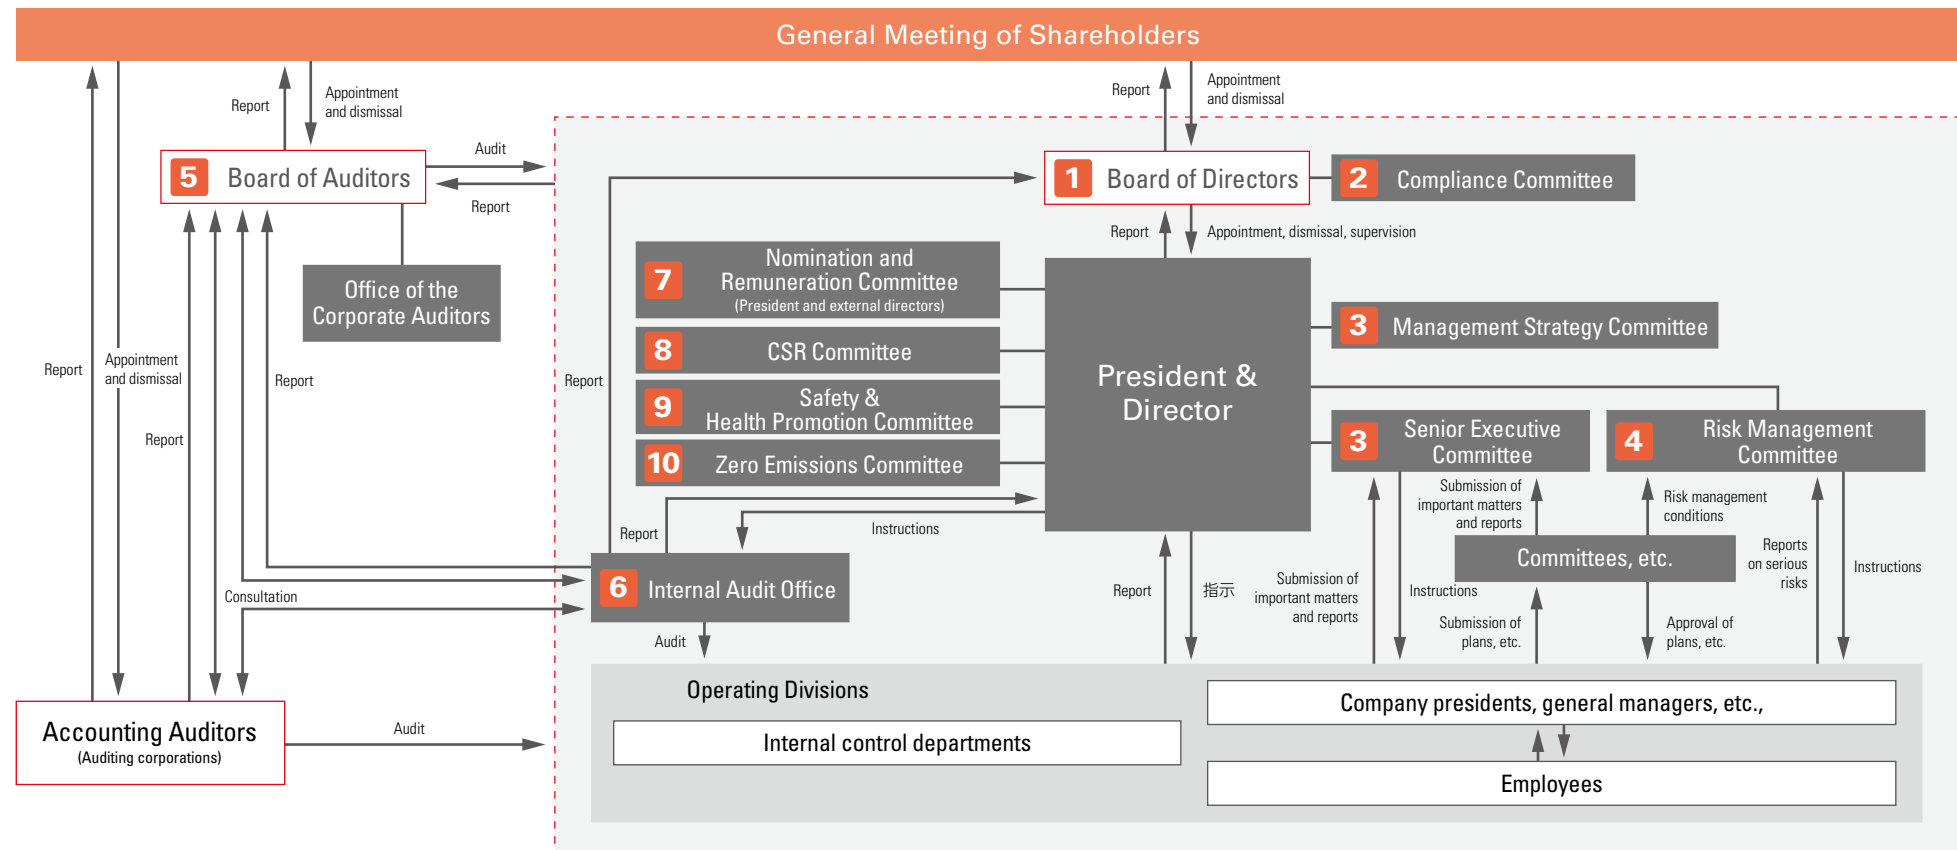 General Meeting of Shareholders
Report
Appointment
and dismissal
Report
Appointment
and dismissal
5 Board of Auditors
Audit
Report
1 Board of Directors
2 Compliance Committee
Report
Appointment, dismissal, supervision
Office of the
Corporate Auditors
7
Nomination and
Remuneration Committee
(President and external directors)
8 CSR Committee
9
Safety &
Health Promotion Committee
10 Zero Emissions Committee
President &
Director
3 Management Strategy Committee
3
Senior Executive
Committee
4
Risk Management
Committee
Report
Appointment
and dismissal
Report
Report
Report
Report
Instructions
6 Internal Audit Office
Consultation
Audit
Submission of
important matters
and reports
Risk management
conditions
Committees, etc.
Reports
on serious
risks
Instructions
Report
指示
Submission of
important matters
and reports
Instructions
Submission of
plans, etc.
Approval of
plans, etc.
Accounting Auditors
(Auditing corporations)
Audit
Operating Divisions
Internal control departments
Company presidents, general managers, etc.,
Employees